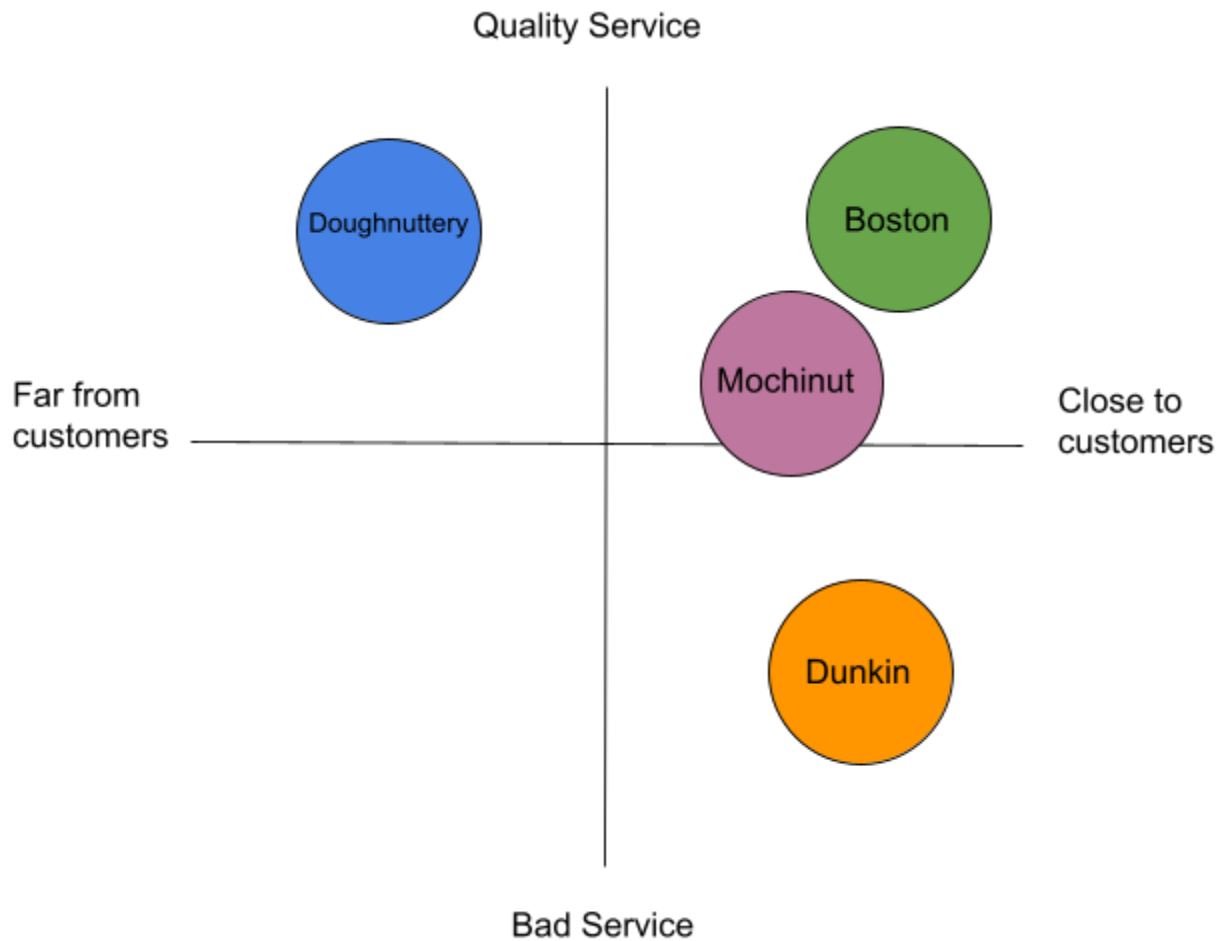 Quality Service
Doughnuttery
Boston
Mochinut
Far from
customers
Close to
customers
Dunkin
Bad Service